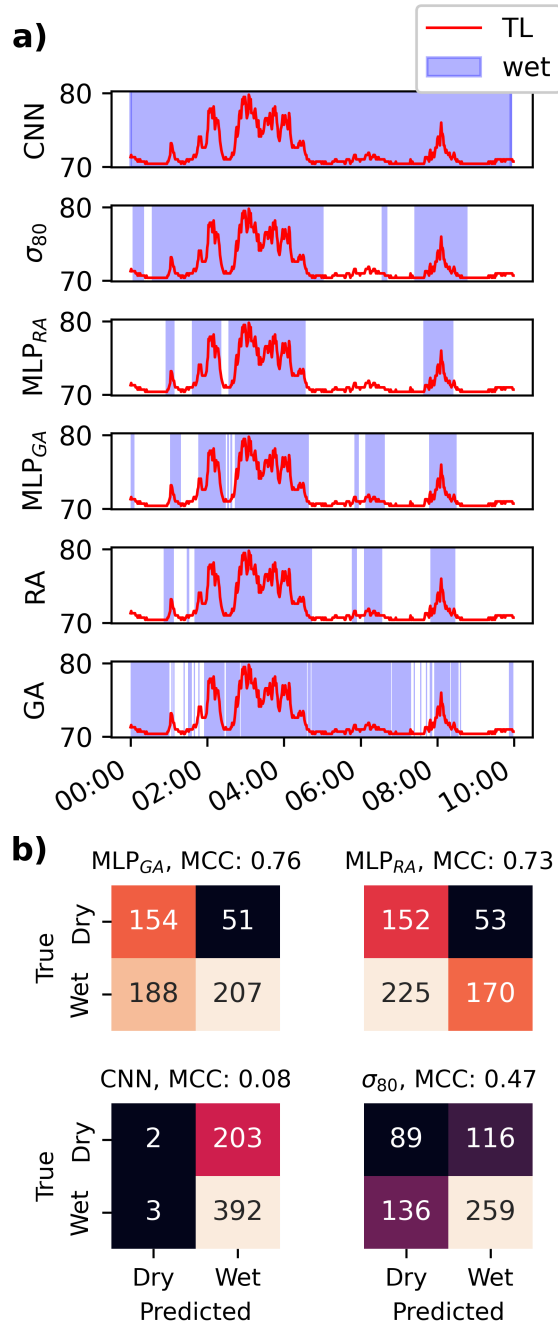 a)
TL
wet
CNN
80
70
σ80
80
70
MLPRA
80
70
MLPGA
80
70
RA
80
70
GA
80
70
00:00 02:00 04:00 06:00 08:00 10:00
b)
MLPGA, MCC: 0.76
MLPRA, MCC: 0.73
True
Dry
Wet
154 51
188 207
152 53
225 170
CNN, MCC: 0.08
σ80, MCC: 0.47
True
Dry
Wet
2 203
3 392
89 116
136 259
Dry Wet
Dry Wet
Predicted
Predicted